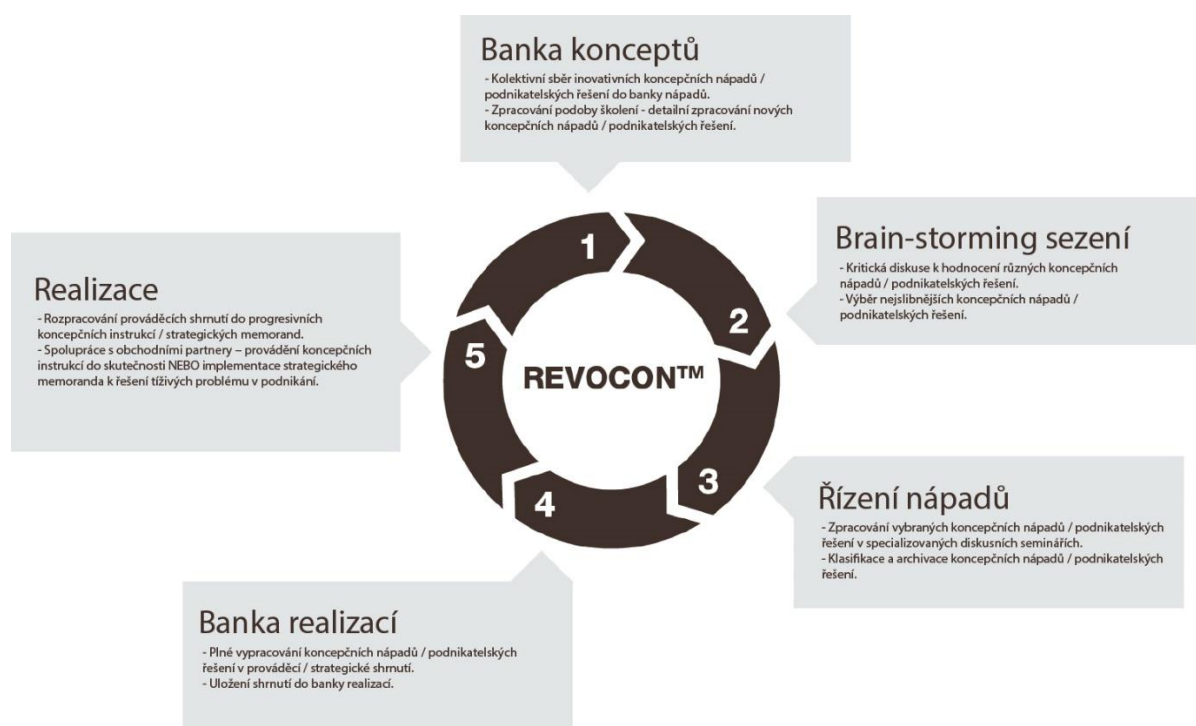 Banka konceptů
- Kolektivní sběr inovativních koncepčních nápadů /
podnikatelských řešení do banky nápadů.
- Zpracování podoby školení - detailní zpracování nových
koncepčních nápadů / podnikatelských řešení.
1
Brain-storming sezení
- Kritická diskuse k hodnocení různých koncepčních
nápadů / podnikatelských řešení.
- Výběr nejslibnějších koncepčních nápadů /
podnikatelských řešení.
2
Řízení nápadů
- Zpracování vybraných koncepčních nápadů / podnikatelských
řešení v specializovaných diskusních seminářích.
- Klasifikace a archivace koncepčních nápadů / podnikatelských
řešení.
3
Banka realizací
- Plné vypracování koncepčních nápadů / podnikatelských
řešení v prováděcí / strategické shrnutí.
- Uložení shrnutí do banky realizací.
4
Realizace
- Rozpracování prováděcích shrnutí do progresivních
koncepčních instrukcí / strategických memorand.
- Spolupráce s obchodními partnery – provádění koncepčních
instrukcí do skutečnosti NEBO implementace strategického
memoranda k řešení tíživých problému v podnikání.
5
REVOCON™